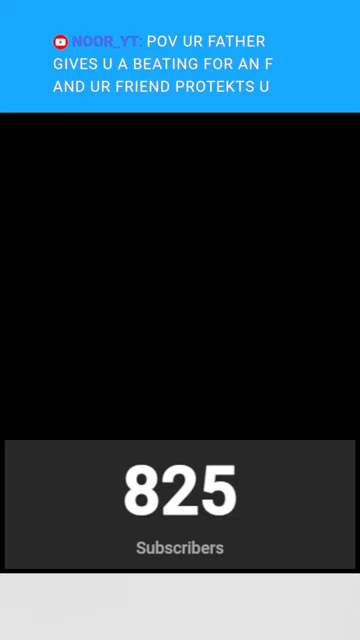 NOOR_YT: POV UR FATHER
GIVES U A BEATING FOR AN F
AND UR FRIEND PROTEKTS U
825
Subscribers